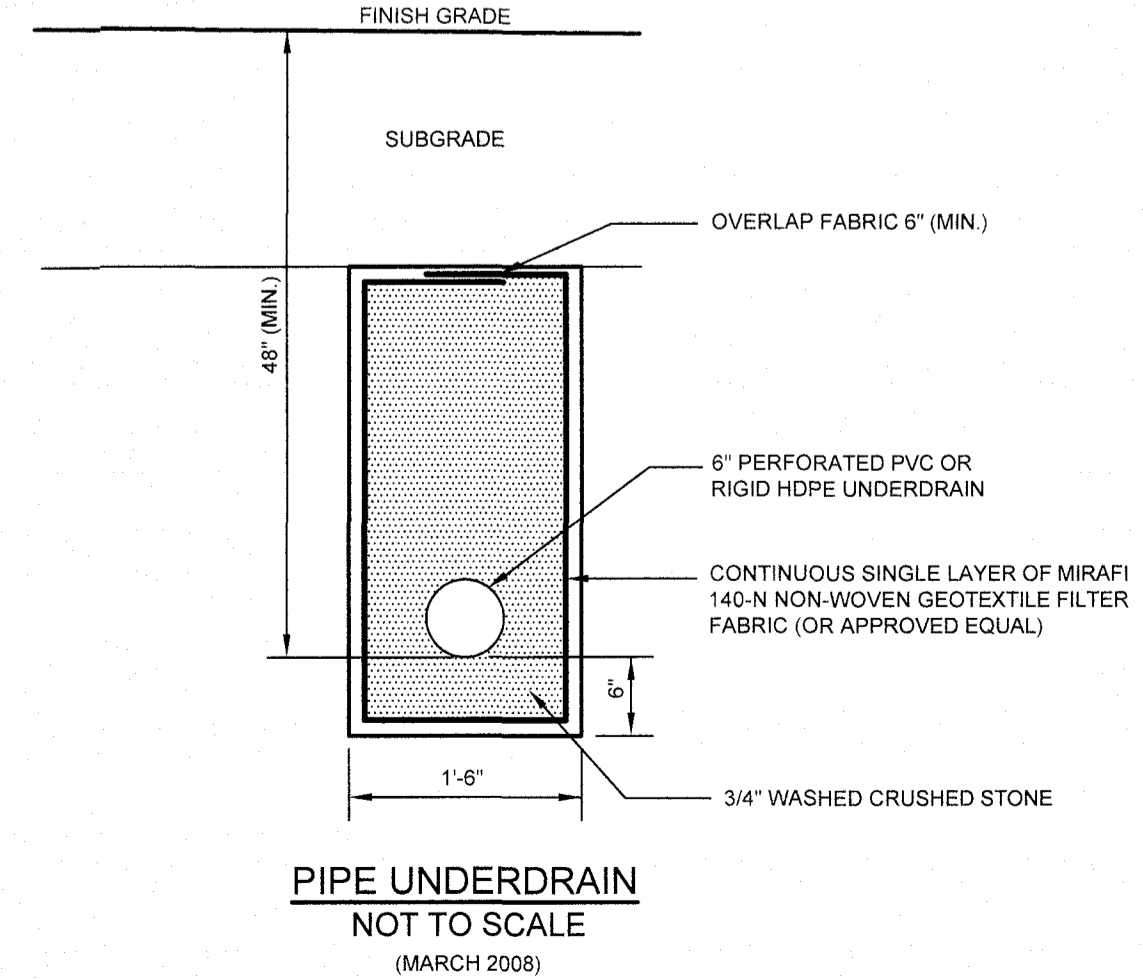 FINISH GRADE
SUBGRADE
OVERLAP FABRIC 6" (MIN.)
48" (MIN.)
6" PERFORATED PVC OR
RIGID HDPE UNDERDRAIN
CONTINUOUS SINGLE LAYER OF MIRAFI
140-N NON-WOVEN GEOTEXTILE FILTER
FABRIC (OR APPROVED EQUAL)
6"
1'-6"
3/4" WASHED CRUSHED STONE
PIPE UNDERDRAIN
NOT TO SCALE
(MARCH 2008)